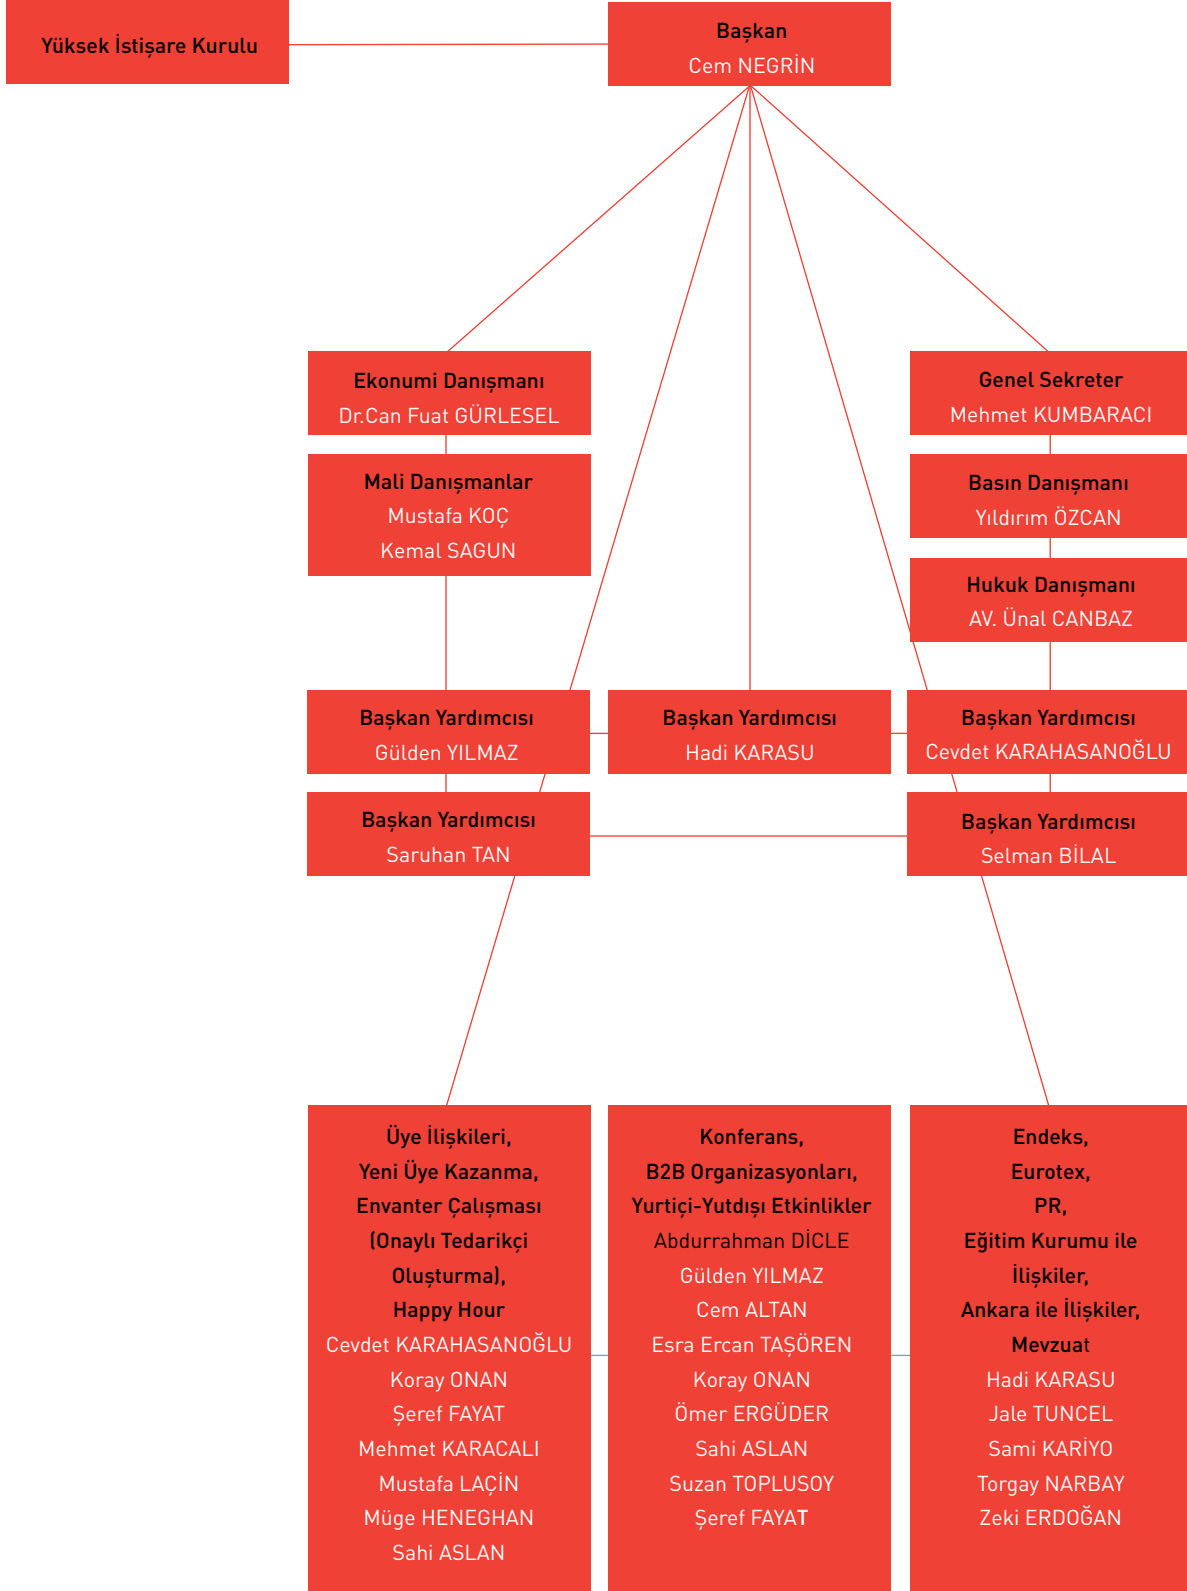 Yüksek İstişare Kurulu
Başkan
Cem NEGRİN
Ekonumi Danışmanı
Dr.Can Fuat GÜRLESEL
Mali Danışmanlar
Mustafa KOÇ
Kemal SAGUN
Genel Sekreter
Mehmet KUMBARACI
Basın Danışmanı
Yıldırım ÖZCAN
Hukuk Danışmanı
AV. Ünal CANBAZ
Başkan Yardımcısı
Gülden YILMAZ
Başkan Yardımcısı
Hadi KARASU
Başkan Yardımcısı
Cevdet KARAHASANOĞLU
Başkan Yardımcısı
Saruhan TAN
Başkan Yardımcısı
Selman BİLAL
Üye İlişkileri,
Yeni Üye Kazanma,
Envanter Çalışması
(Onaylı Tedarikçi
Oluşturma),
Happy Hour
Cevdet KARAHASANOĞLU
Koray ONAN
Şeref FAYAT
Mehmet KARACALI
Mustafa LAÇİN
Müge HENEGHAN
Sahi ASLAN
Konferans,
B2B Organizasyonları,
Yurtiçi-Yutdışı Etkinlikler
Abdurrahman DİCLE
Gülden YILMAZ
Cem ALTAN
Esra Ercan TAŞÖREN
Koray ONAN
Ömer ERGÜDER
Sahi ASLAN
Suzan TOPLUSOY
Şeref FAYAT
Endeks,
Eurotex,
PR,
Eğitim Kurumu ile
İlişkiler,
Ankara ile İlişkiler,
Mevzuat
Hadi KARASU
Jale TUNCEL
Sami KARİYO
Torgay NARBAY
Zeki ERDOĞAN